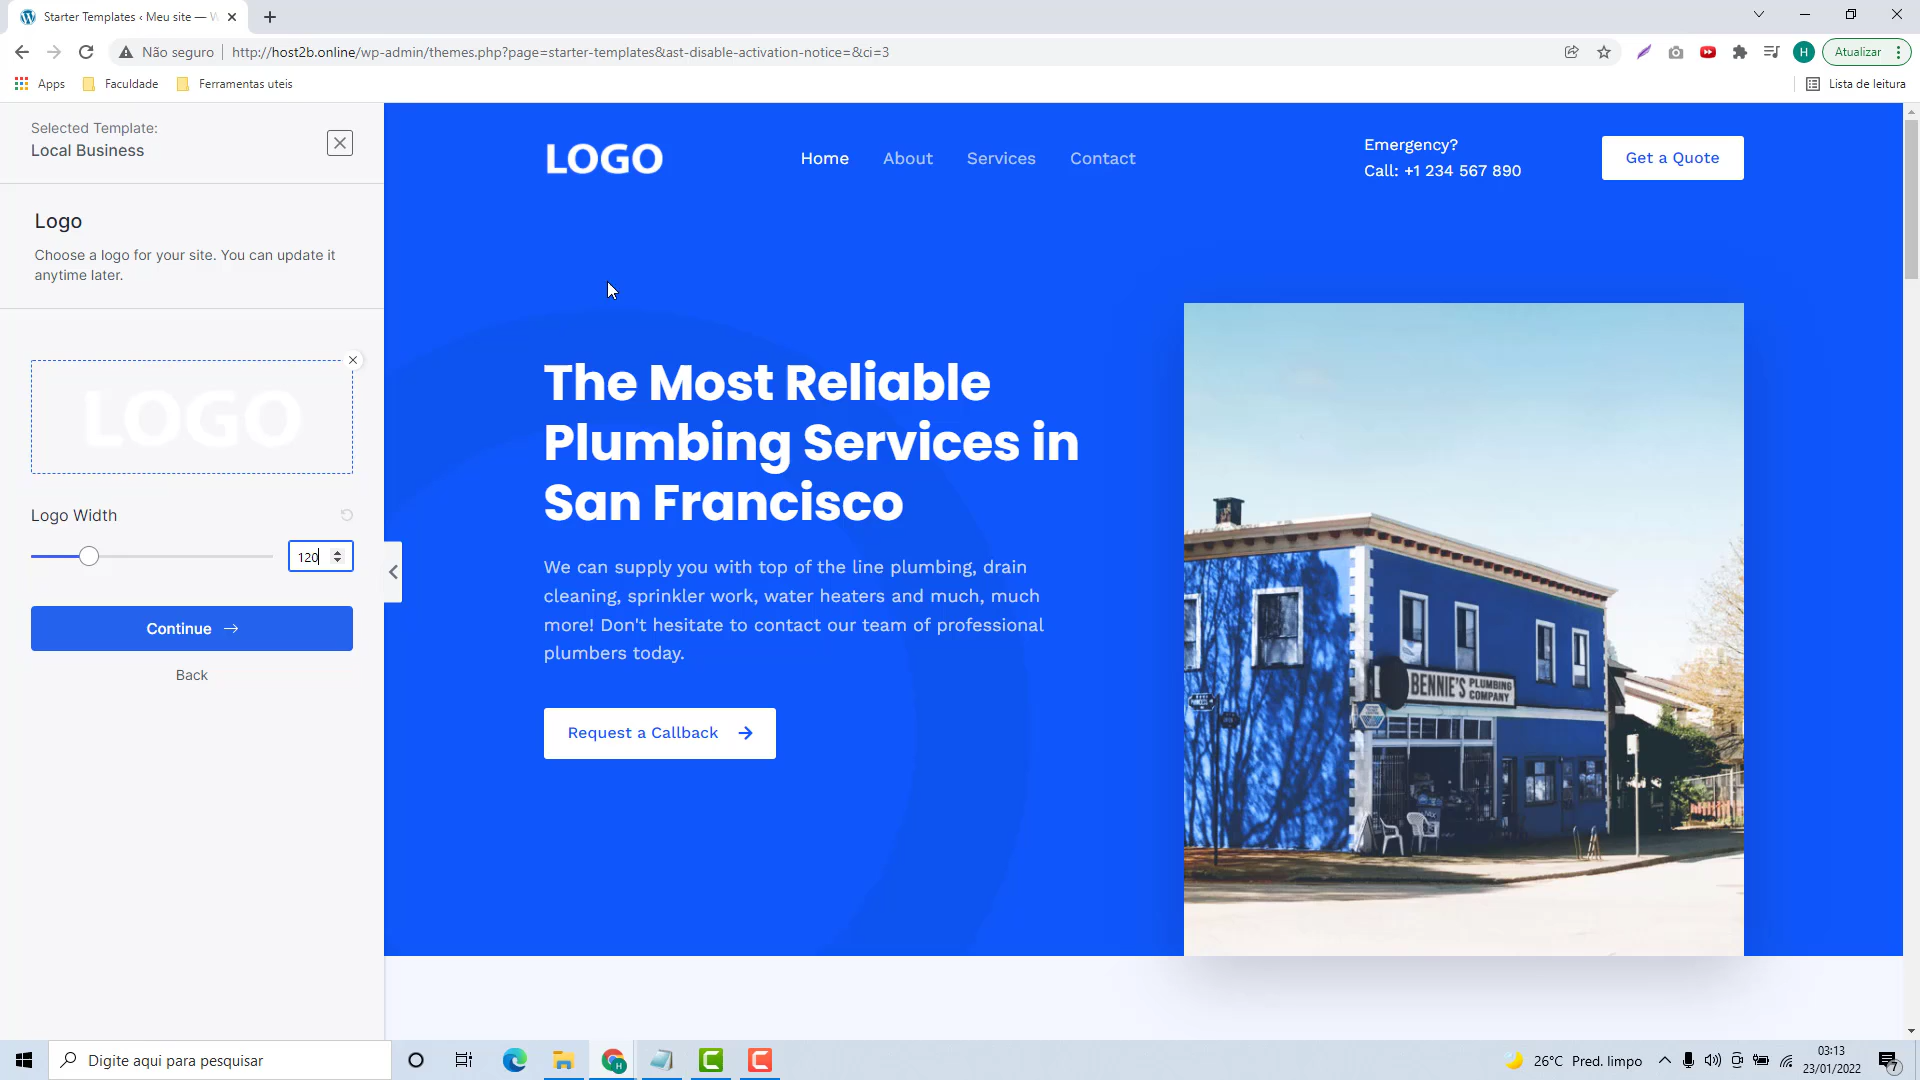 Starter Templates ‹ Meu site —
Não seguro
http://host2b.online/wp-admin/themes.php?page=starter-templates&ast-disable-activation-notice=&ci=3
H
Atualizar
Apps
Faculdade
Ferramentas uteis
Lista de leitura
Selected Template:
Local Business
Logo
Choose a logo for your site. You can update it
anytime later.
LOGO
Logo Width
120
Continue
Back
LOGO
Home
About
Services
Contact
Emergency?
Call: +1 234 567 890
Get a Quote
The Most Reliable
Plumbing Services in
San Francisco
We can supply you with top of the line plumbing, drain
cleaning, sprinkler work, water heaters and much, much
more! Don't hesitate to contact our team of professional
plumbers today.
Request a Callback
BENNIE'S PLUMBING
COMPANY
Digite aqui para pesquisar
26°C Pred. limpo
03:13
23/01/2022
7